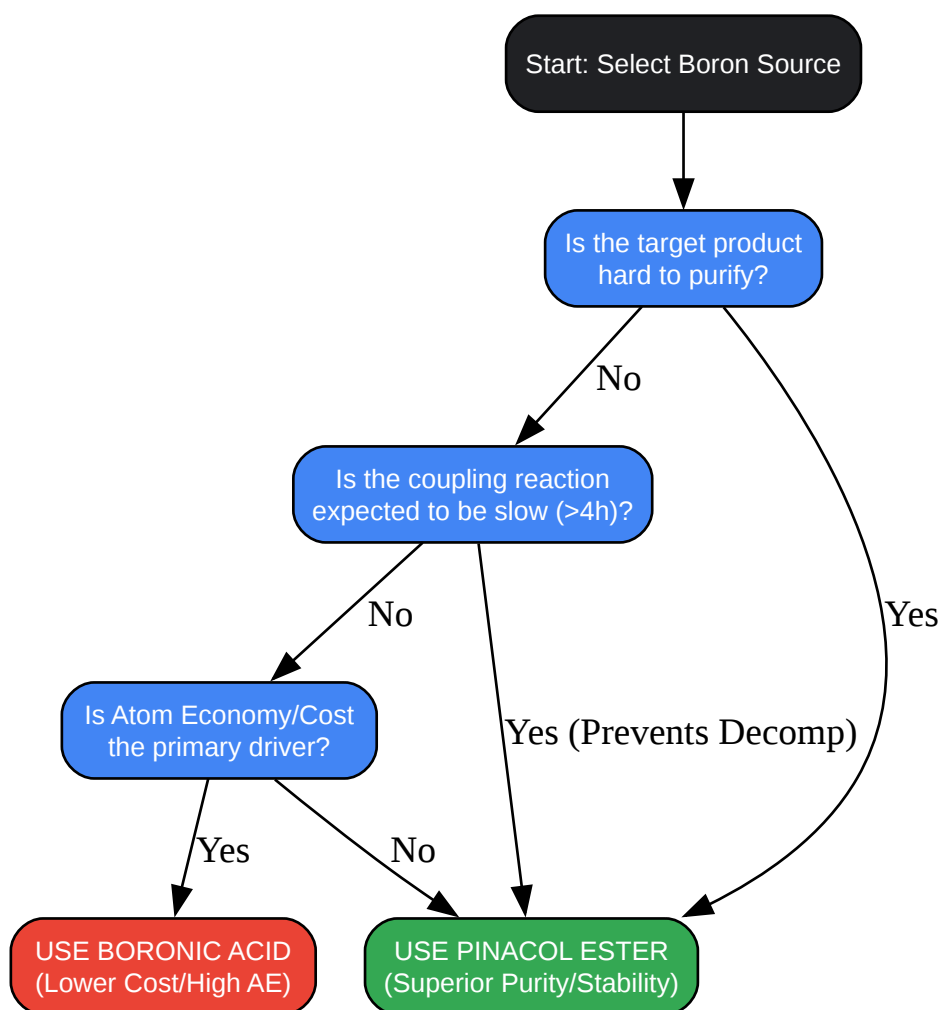 Start: Select Boron Source
Is the target product
hard to purify?
No
Is the coupling reaction
expected to be slow (>4h)?
No
Yes
Is Atom Economy/Cost
the primary driver?
Yes (Prevents Decomp)
Yes
No
USE BORONIC ACID
(Lower Cost/High AE)
USE PINACOL ESTER
(Superior Purity/Stability)